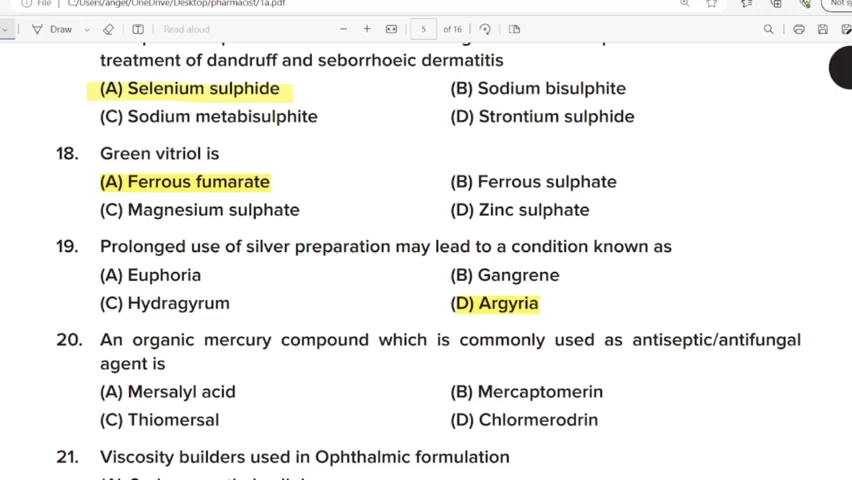 File C:/Users/angel/OneDrive/Desktop/pharmacist/1a.pdf
Draw Read aloud 5 of 16
treatment of dandruff and seborrhoeic dermatitis
(A) Selenium sulphide (B) Sodium bisulphite
(C) Sodium metabisulphite (D) Strontium sulphide
18. Green vitriol is
(A) Ferrous fumarate (B) Ferrous sulphate
(C) Magnesium sulphate (D) Zinc sulphate
19. Prolonged use of silver preparation may lead to a condition known as
(A) Euphoria (B) Gangrene
(C) Hydragyrum (D) Argyria
20. An organic mercury compound which is commonly used as antiseptic/antifungal
agent is
(A) Mersalyl acid (B) Mercaptomerin
(C) Thiomersal (D) Chlormerodrin
21. Viscosity builders used in Ophthalmic formulation